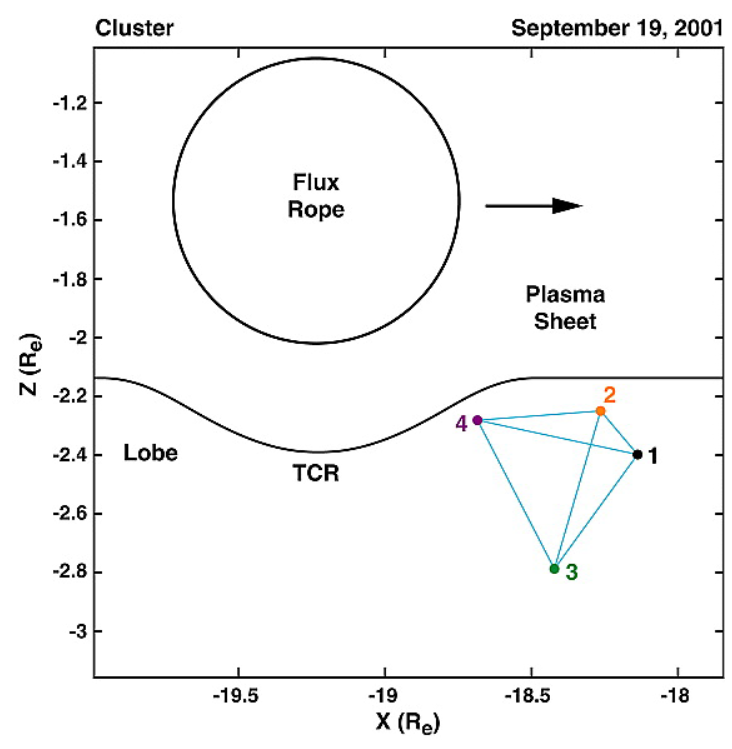 Cluster
September 19, 2001
-1.2
-1.4
-1.6
-1.8
-2
-2.2
-2.4
-2.6
-2.8
-3
Z (Re)
Flux
Rope
Plasma
Sheet
Lobe
TCR
2
4
1
3
-19.5
-19
-18.5
-18
X (Re)